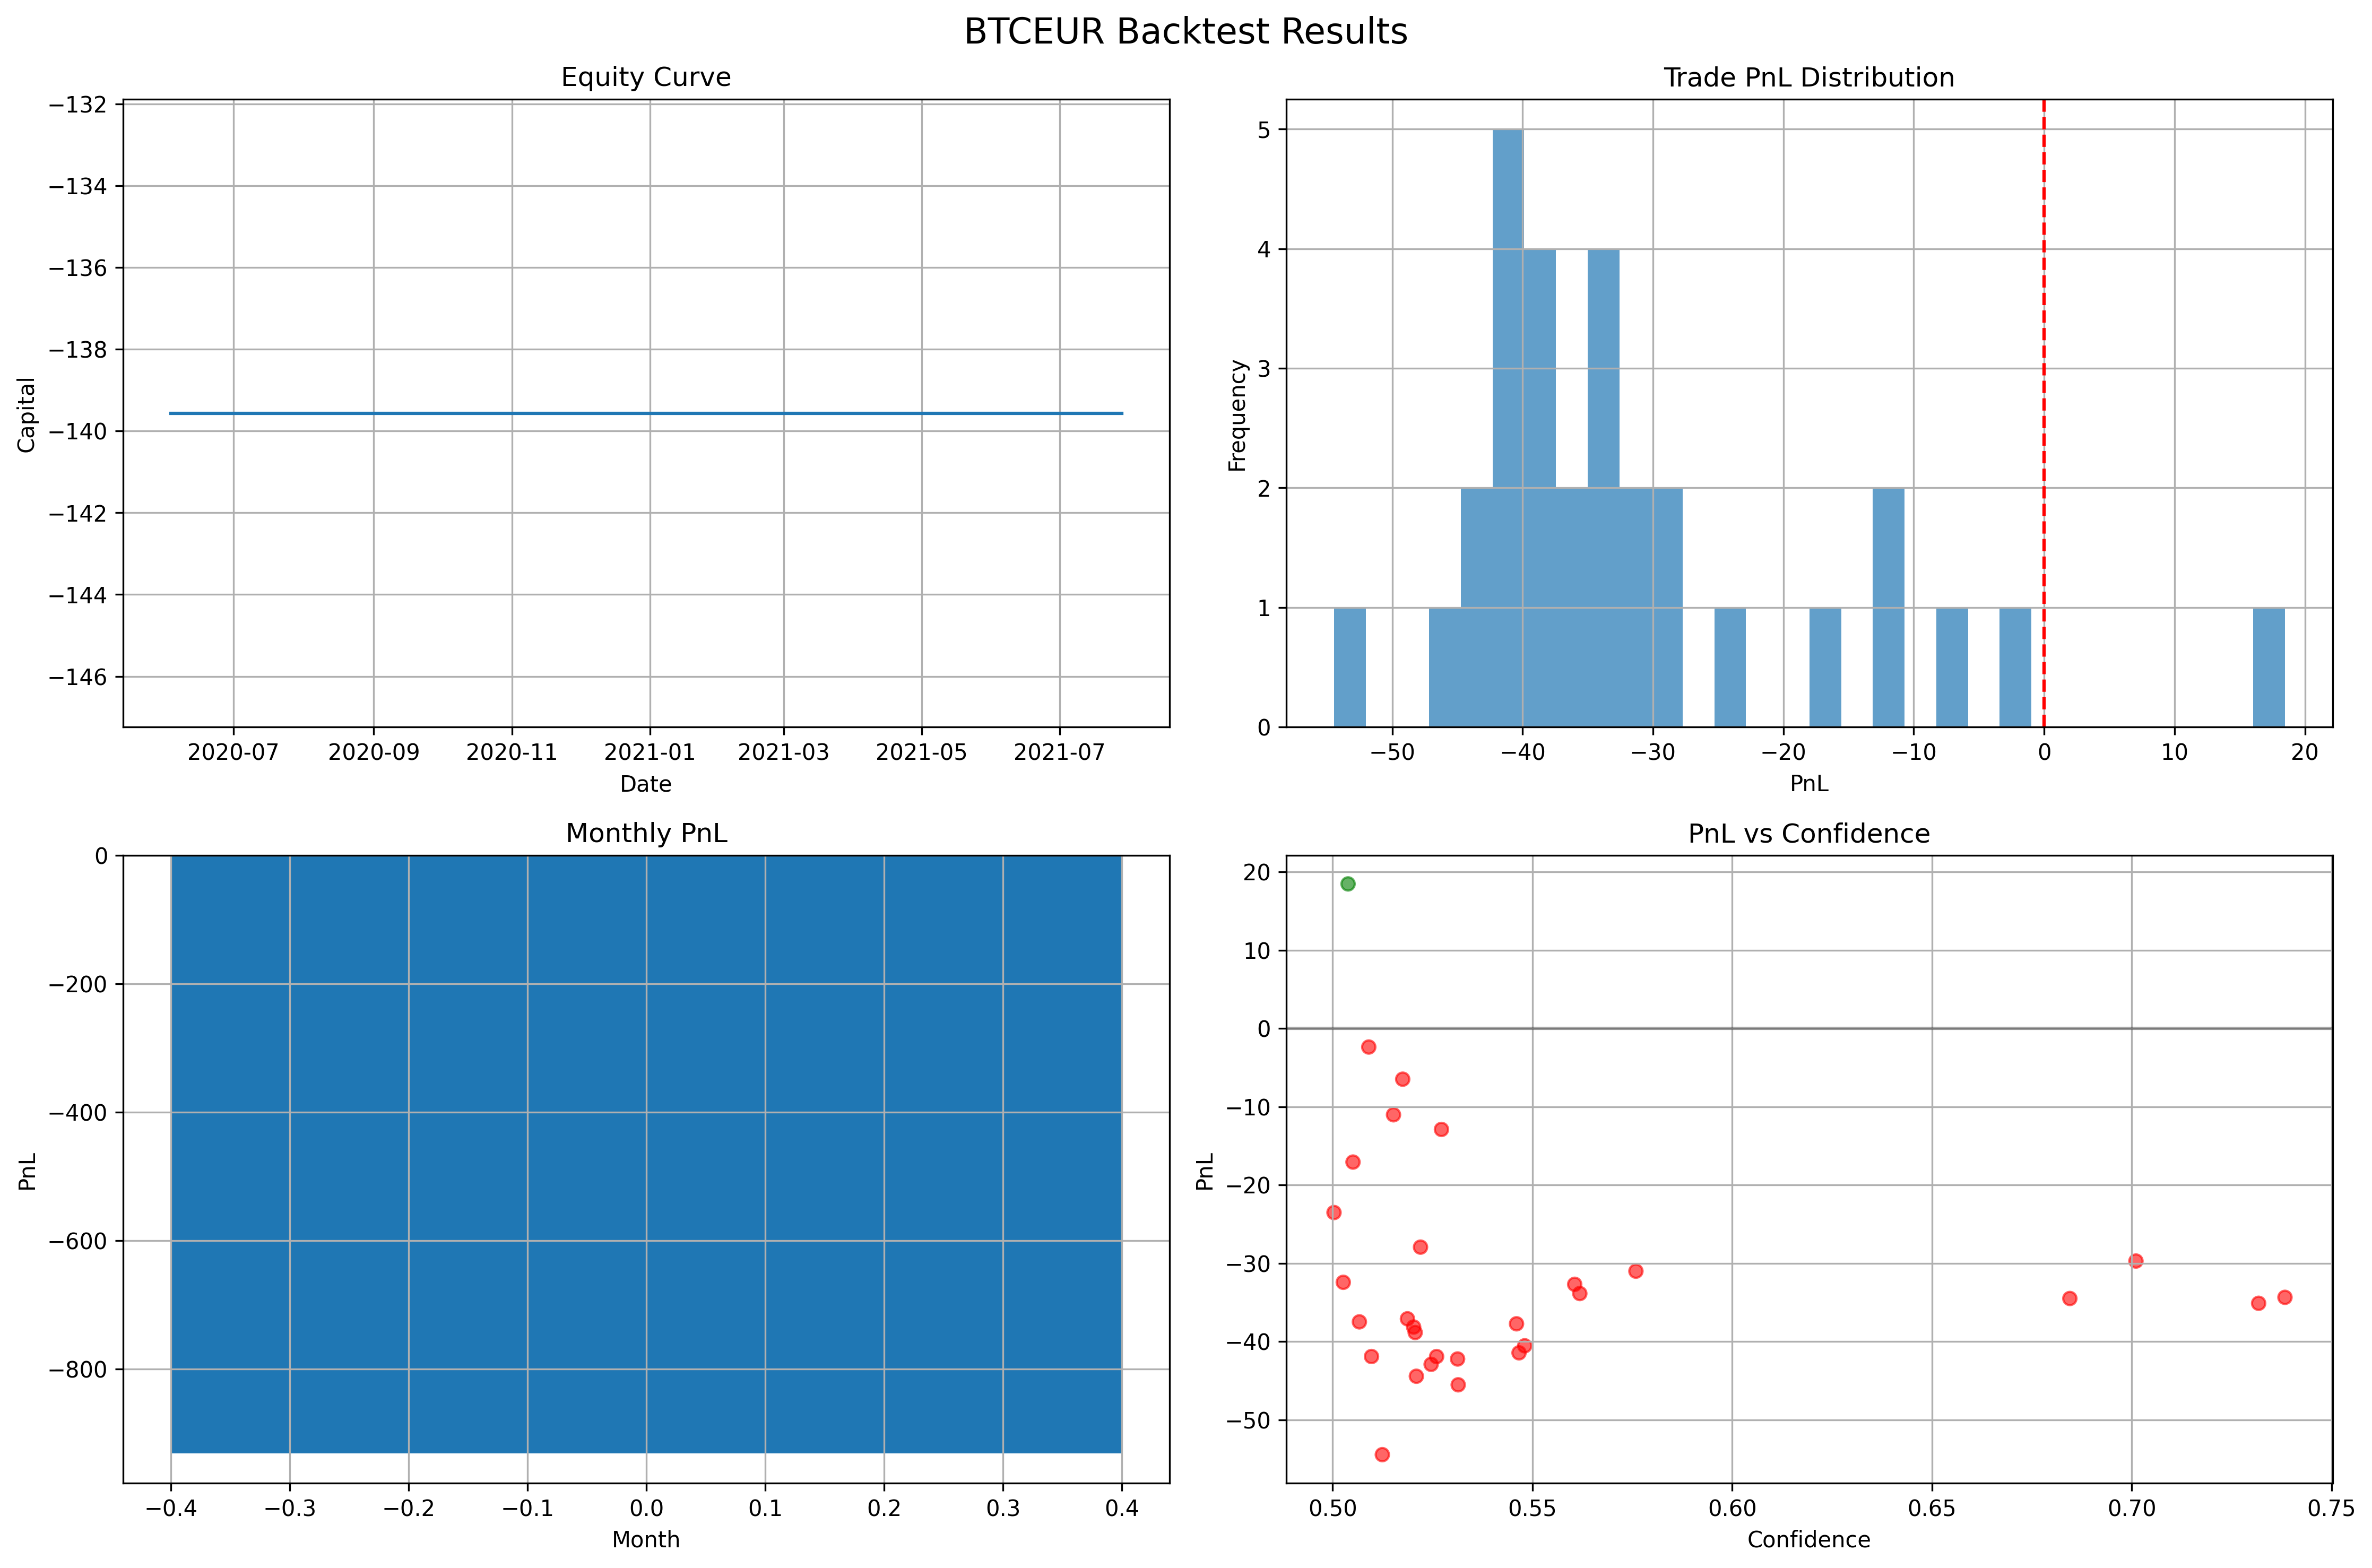 BTCEUR Backtest Results
Equity Curve
−132
−134
−136
−138
−140
−142
−144
−146
Capital
2020-07 2020-09 2020-11 2021-01 2021-03 2021-05 2021-07
Date
Trade PnL Distribution
5
4
3
2
1
0
Frequency
−50 −40 −30 −20 −10 0 10 20
PnL
Monthly PnL
0
−200
−400
−600
−800
PnL
−0.4 −0.3 −0.2 −0.1 0.0 0.1 0.2 0.3 0.4
Month
PnL vs Confidence
20
10
0
−10
−20
−30
−40
−50
PnL
0.50 0.55 0.60 0.65 0.70 0.75
Confidence